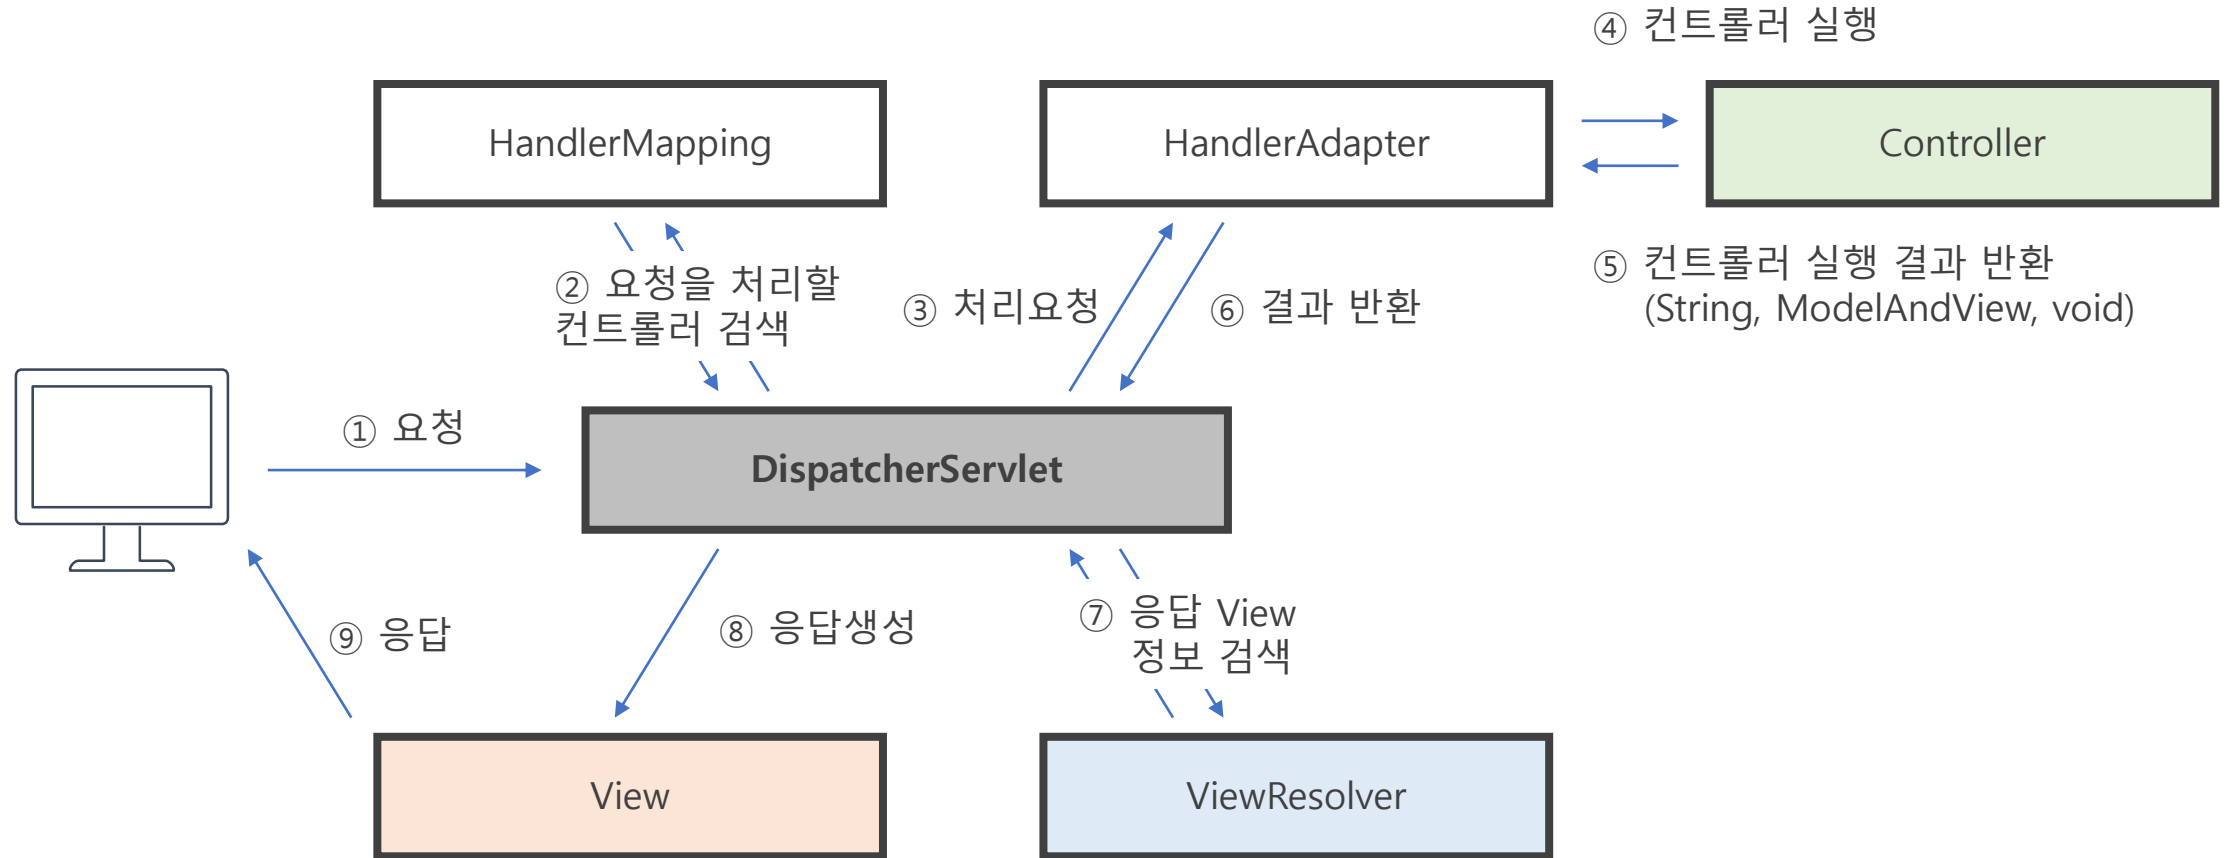 ④ 컨트롤러 실행
HandlerMapping
HandlerAdapter
Controller
② 요청을 처리할
컨트롤러 검색
③ 처리요청
⑥ 결과 반환
⑤ 컨트롤러 실행 결과 반환
(String, ModelAndView, void)
① 요청
DispatcherServlet
⑨ 응답
⑧ 응답생성
⑦ 응답 View
정보 검색
View
ViewResolver